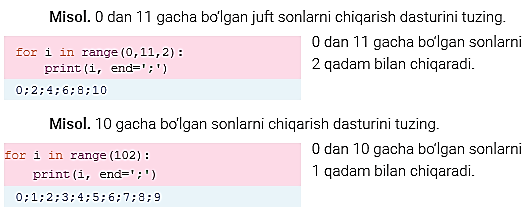 Misol. 0 dan 11 gacha bo‘lgan juft sonlarni chiqarish dasturini tuzing.
for i in range(0,11,2):
print(i, end=';')
0;2;4;6;8;10
0 dan 11 gacha bo‘lgan sonlarni
2 qadam bilan chiqaradi.
Misol. 10 gacha bo‘lgan sonlarni chiqarish dasturini tuzing.
for i in range(102):
print(i, end=';')
0;1;2;3;4;5;6;7;8;9
0 dan 10 gacha bo‘lgan sonlarni
1 qadam bilan chiqaradi.